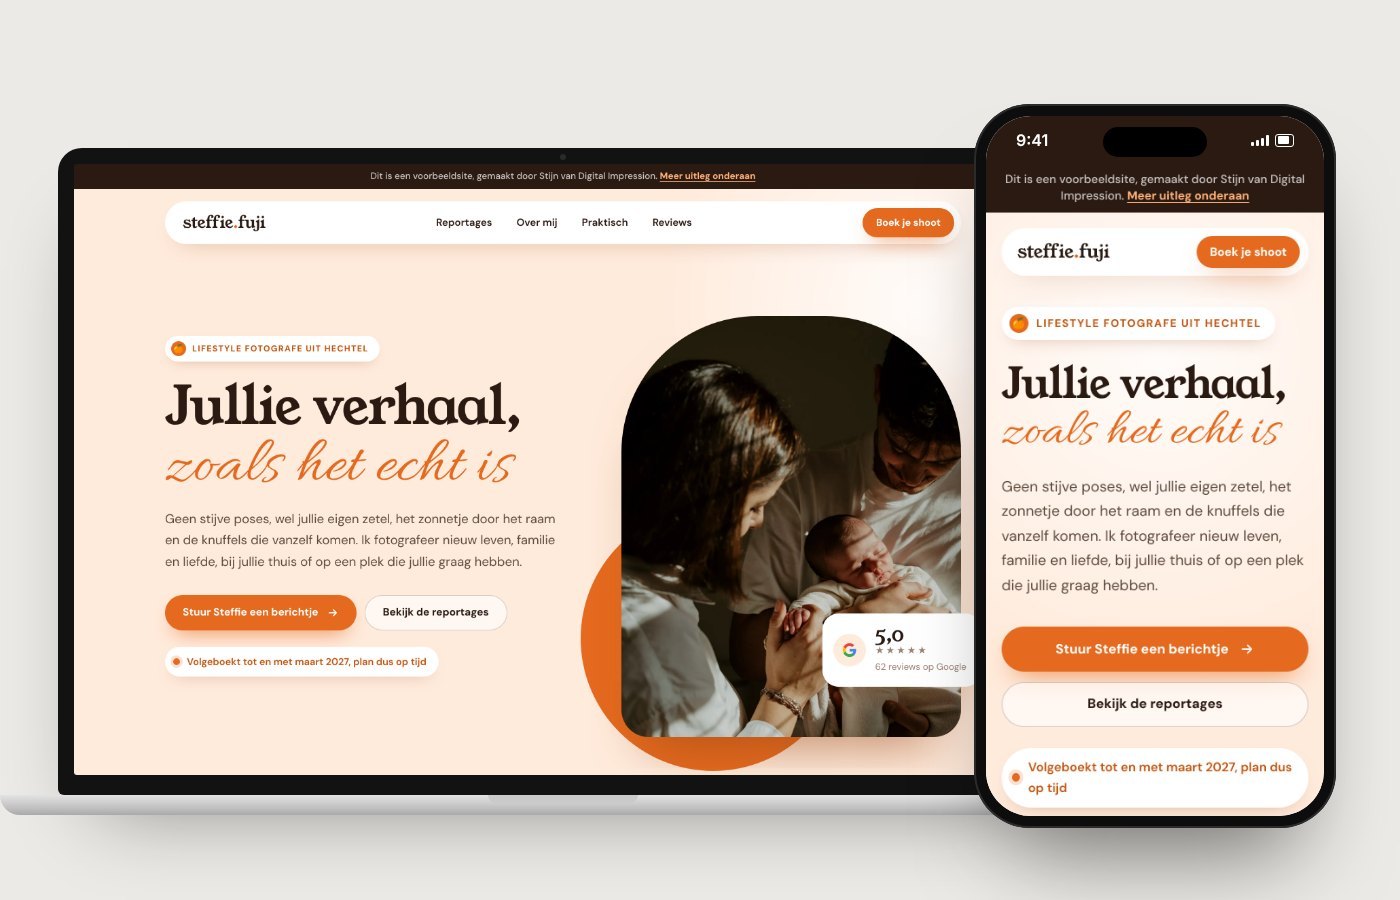 Dit is een voorbeeldsite, gemaakt door Stijn van Digital Impression. Meer uitleg onderaan
steffie.fuji
Reportages
Over mij
Praktisch
Reviews
Boek je shoot
LIFESTYLE FOTOGRAFE UIT HECHTEL
Jullie verhaal,
zoals het echt is
Geen stijve poses, wel jullie eigen zetel, het zonnetje door het raam
en de knuffels die vanzelf komen. Ik fotografeer nieuw leven, familie
en liefde, bij jullie thuis of op een plek die jullie graag hebben.
Stuur Steffie een berichtje →
Bekijk de reportages
Volgeboekt tot en met maart 2027, plan dus op tijd
5,0
★★★★★
62 reviews op Google
9:41
Dit is een voorbeeldsite, gemaakt door Stijn van Digital
Impression. Meer uitleg onderaan
steffie.fuji
Boek je shoot
LIFESTYLE FOTOGRAFE UIT HECHTEL
Jullie verhaal,
zoals het echt is
Geen stijve poses, wel jullie eigen zetel, het
zonnetje door het raam en de knuffels die
vanzelf komen. Ik fotografeer nieuw leven,
familie en liefde, bij jullie thuis of op een plek
die jullie graag hebben.
Stuur Steffie een berichtje →
Bekijk de reportages
Volgeboekt tot en met maart 2027, plan dus
op tijd